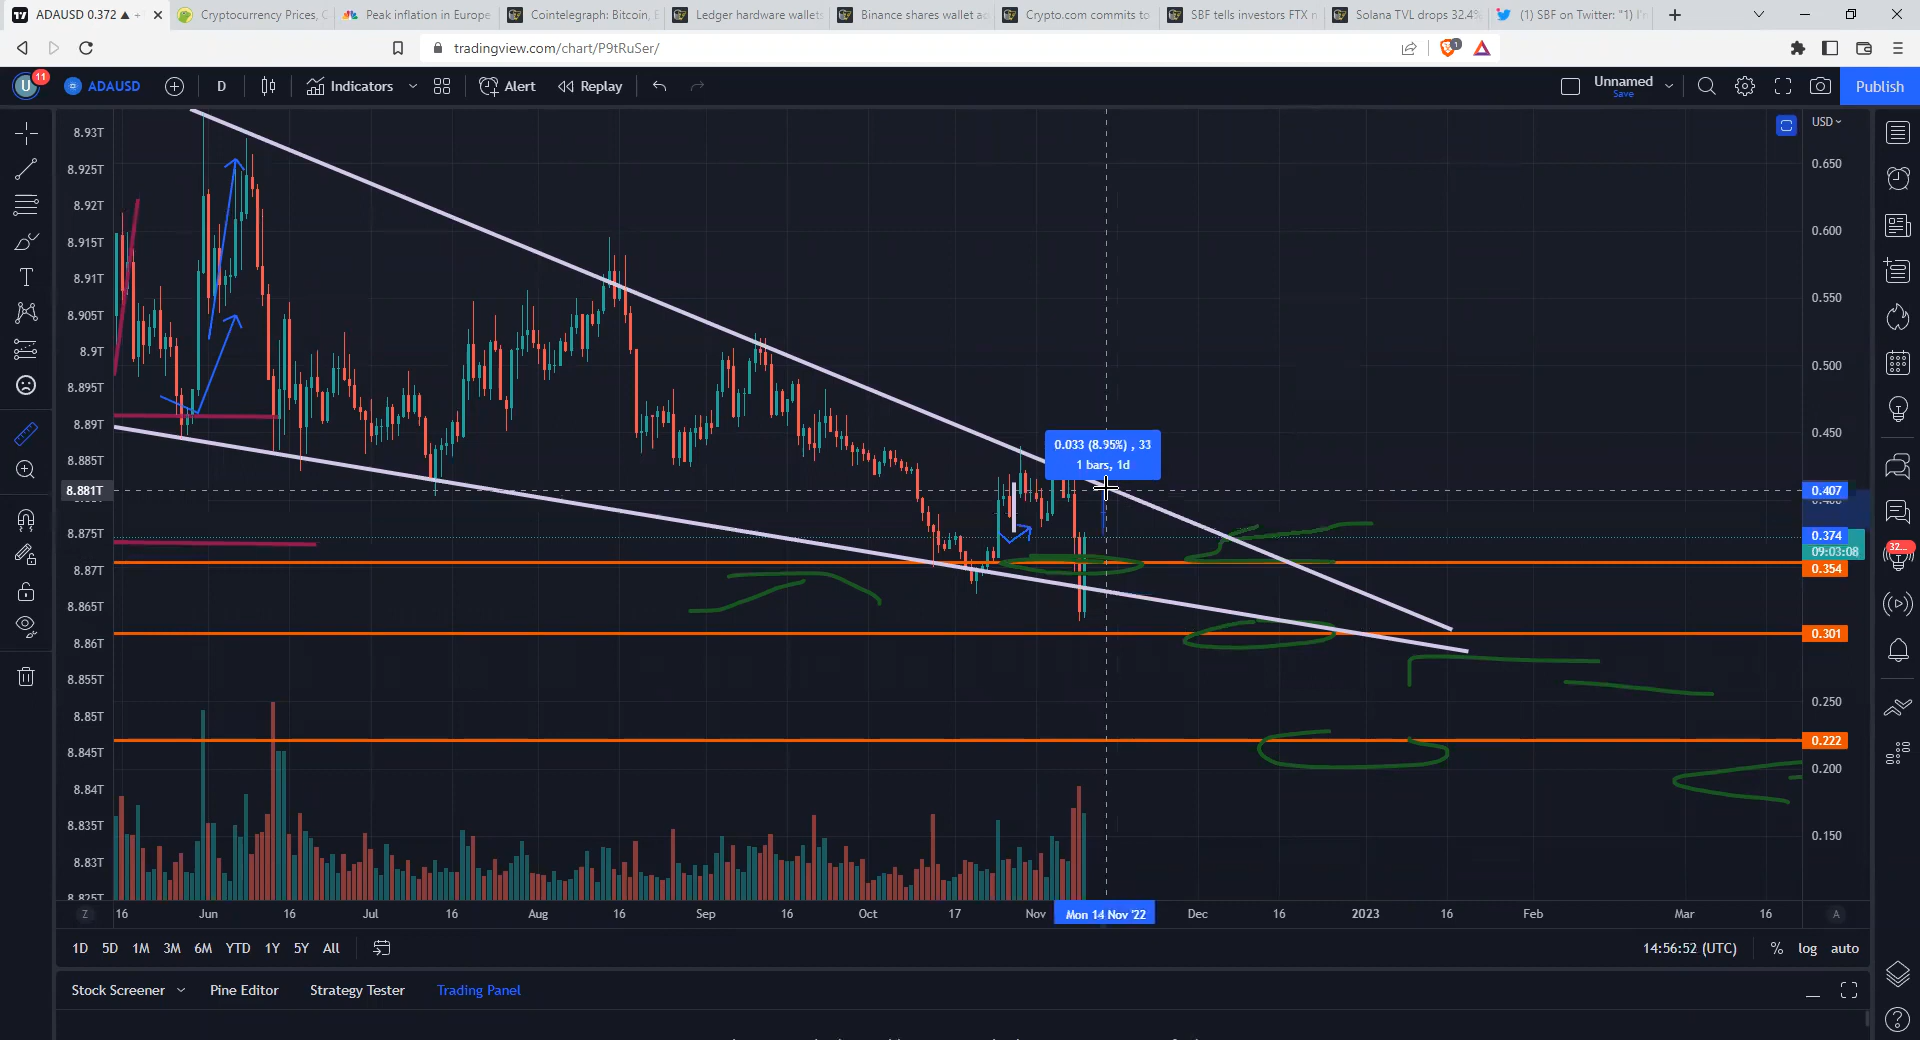 ADAUSD 0.372 ▲ +
Cryptocurrency Prices, C
Peak inflation in Europe
Cointelegraph: Bitcoin, E
Ledger hardware wallets
Binance shares wallet ad
Crypto.com commits to
SBF tells investors FTX n
Solana TVL drops 32.4%
(1) SBF on Twitter: "1) I'm
tradingview.com/chart/P9tRuSer/
1
U
11
ADAUSD
D
Indicators
Alert
Replay
Unnamed
Save
Publish
8.93T
8.925T
8.92T
8.915T
8.91T
8.905T
8.9T
8.895T
8.89T
8.885T
8.881T
8.875T
8.87T
8.865T
8.86T
8.855T
8.85T
8.845T
8.84T
8.835T
8.83T
8.825T
0.033 (8.95%) , 33
1 bars, 1d
USD
0.650
0.600
0.550
0.500
0.450
0.407
0.400
0.374
09:03:08
0.354
0.301
0.250
0.222
0.200
0.150
32...
Z
16
Jun
16
Jul
16
Aug
16
Sep
16
Oct
17
Nov
Mon 14 Nov '22
Dec
16
2023
16
Feb
Mar
16
A
1D 5D 1M 3M 6M YTD 1Y 5Y All
14:56:52 (UTC)
% log auto
Stock Screener
Pine Editor
Strategy Tester
Trading Panel